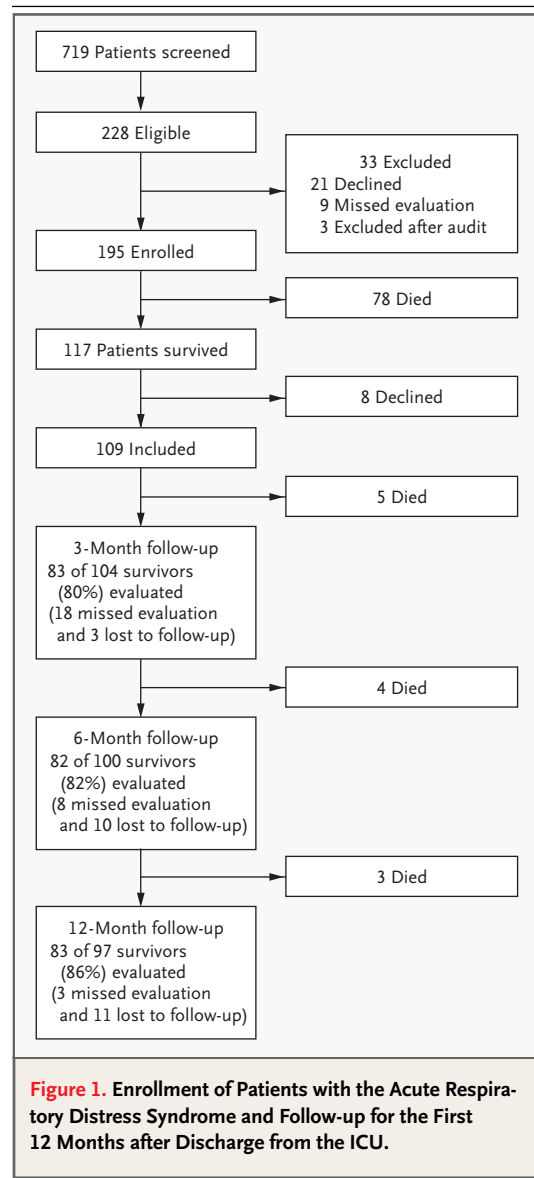 719 Patients screened
228 Eligible
33 Excluded
21 Declined
9 Missed evaluation
3 Excluded after audit
195 Enrolled
78 Died
117 Patients survived
8 Declined
109 Included
5 Died
3-Month follow-up
83 of 104 survivors
(80%) evaluated
(18 missed evaluation
and 3 lost to follow-up)
4 Died
6-Month follow-up
82 of 100 survivors
(82%) evaluated
(8 missed evaluation
and 10 lost to follow-up)
3 Died
12-Month follow-up
83 of 97 survivors
(86%) evaluated
(3 missed evaluation
and 11 lost to follow-up)
Figure 1. Enrollment of Patients with the Acute Respira-
tory Distress Syndrome and Follow-up for the First
12 Months after Discharge from the ICU.